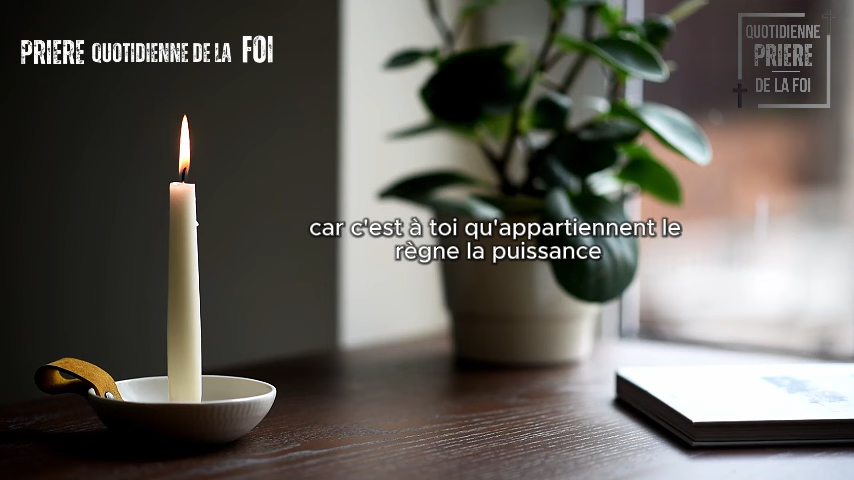 PRIERE QUOTIDIENNE DE LA FOI
QUOTIDIENNE
PRIERE
DE LA FOI
car c'est à toi qu'appartiennent le
règne la puissance